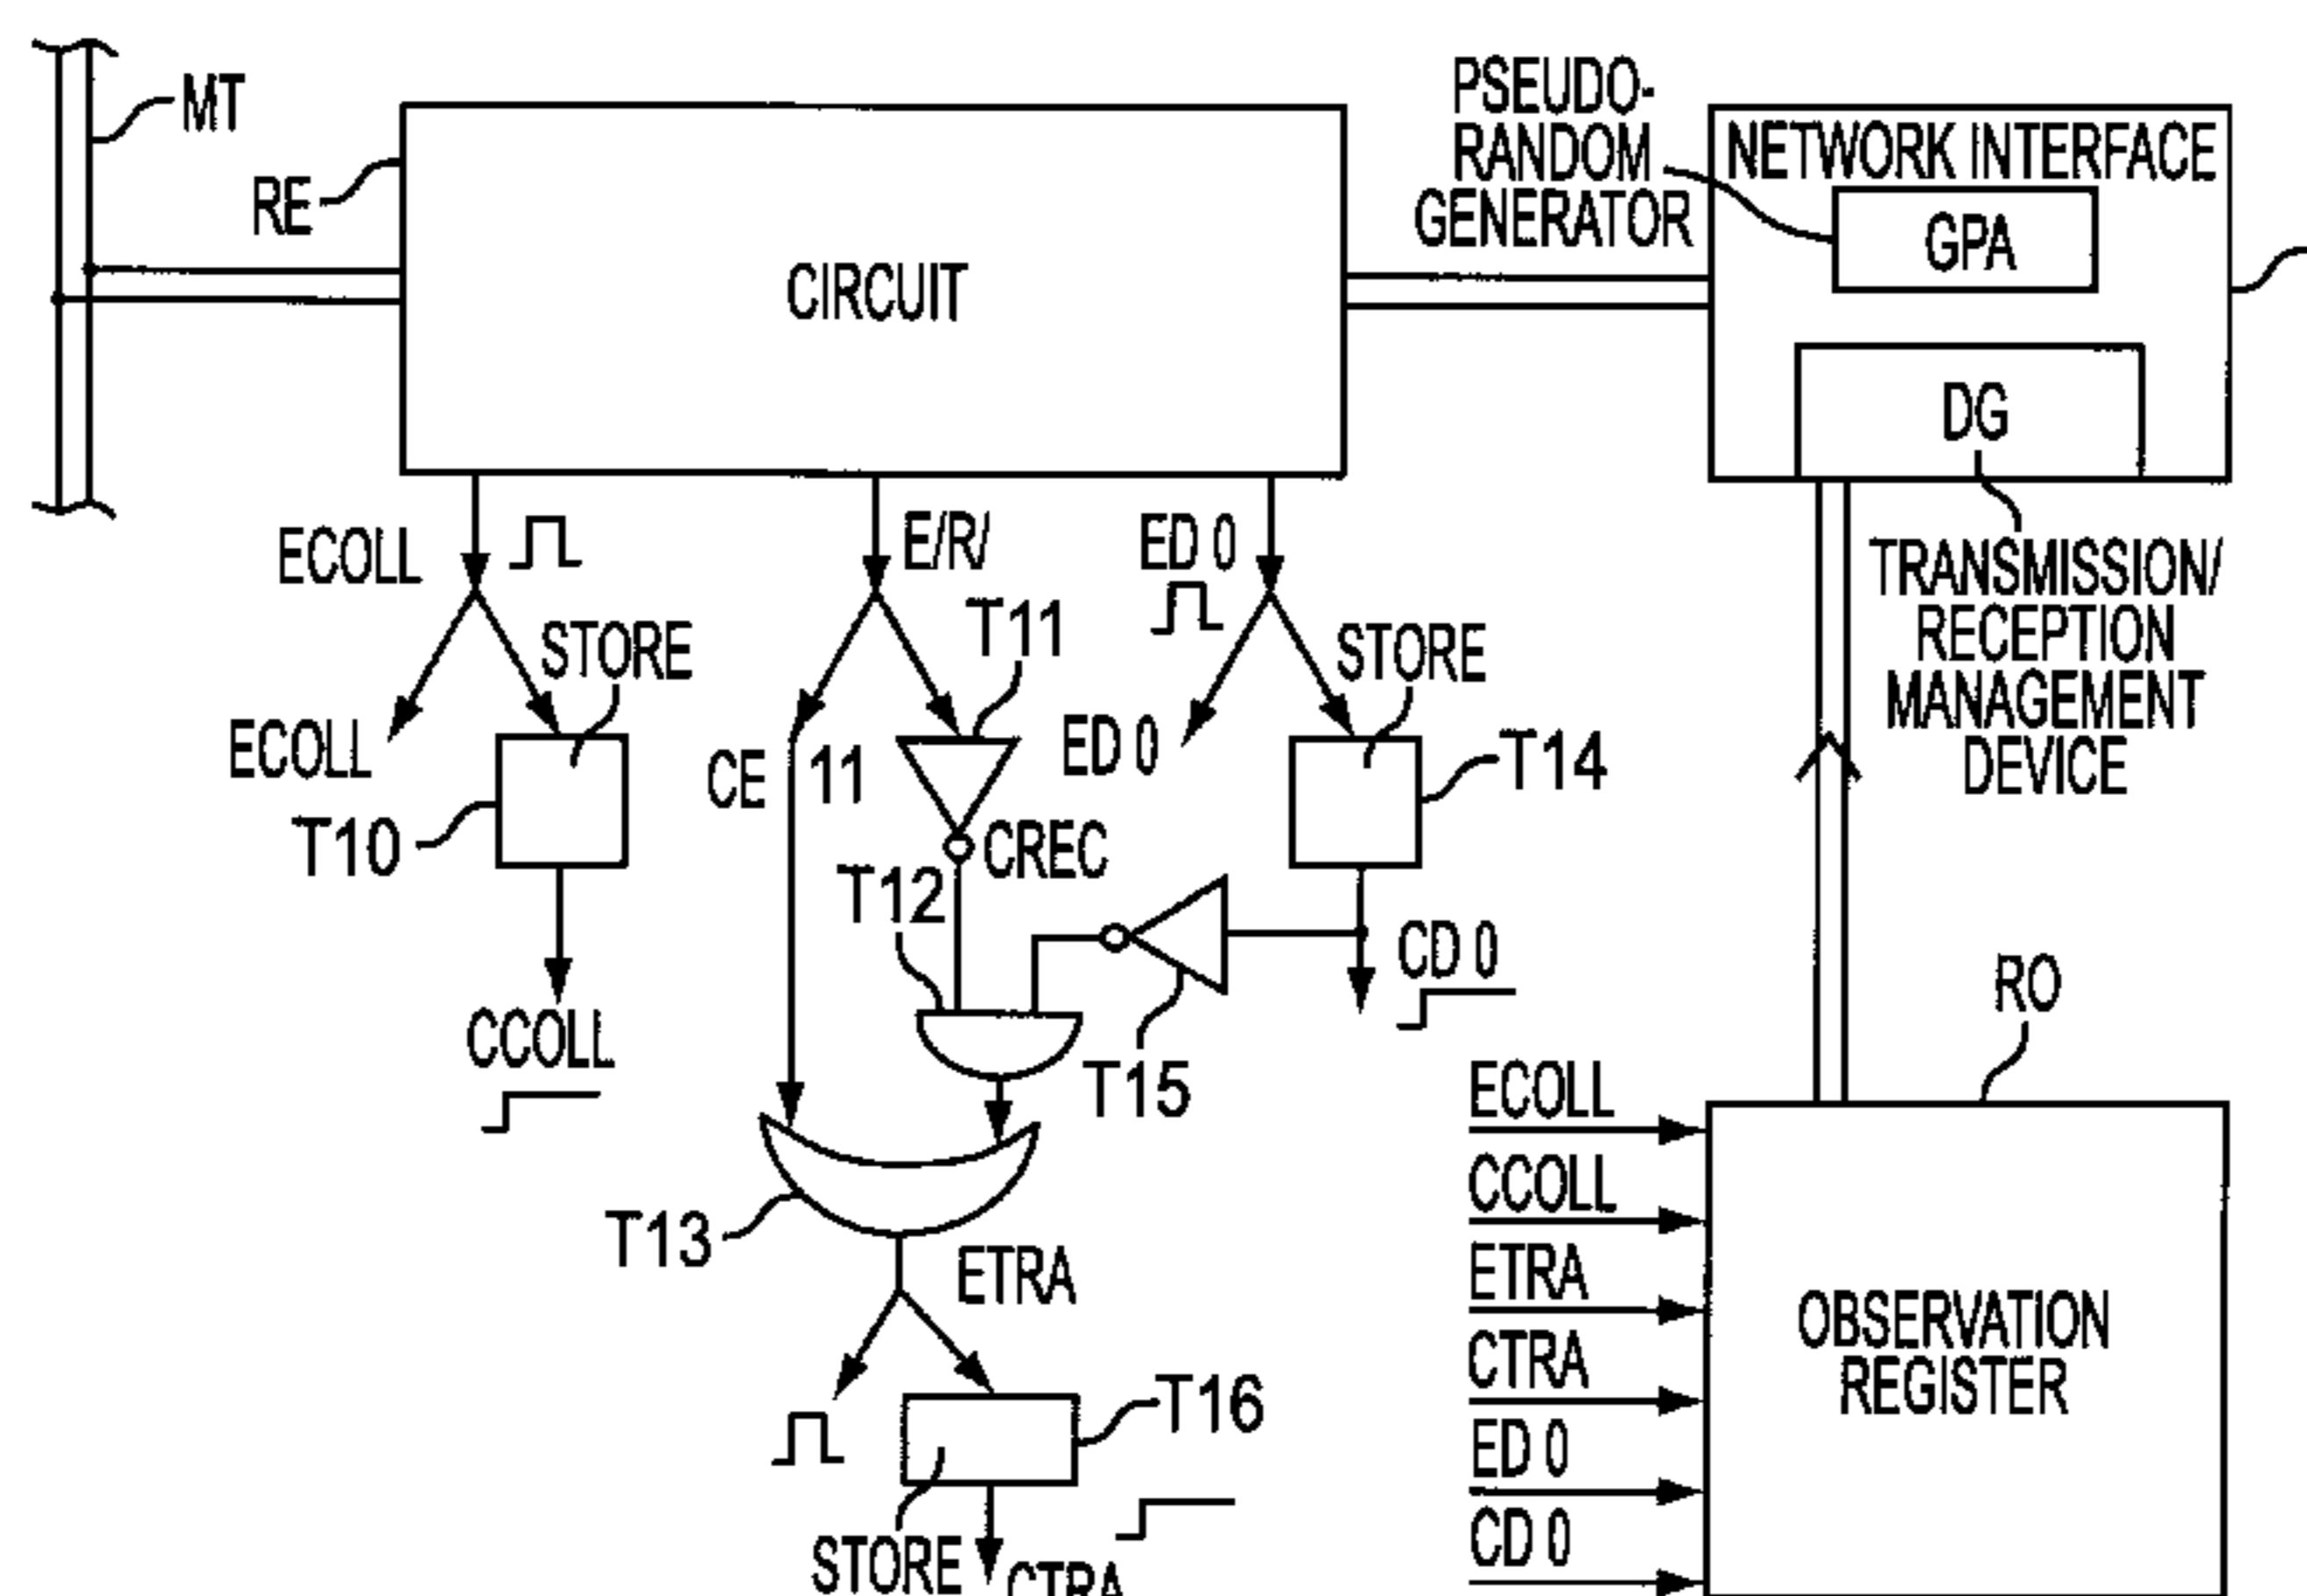 MT
RE
CIRCUIT
PSEUDO-
RANDOM
GENERATOR
NETWORK INTERFACE
GPA
DG
TRANSMISSION/
RECEPTION
MANAGEMENT
DEVICE
ECOLL
E/R/
ED 0
STORE
T11
STORE
ECOLL
CE
11
ED 0
T14
T10
CREC
T12
CD 0
CCOLL
T15
RO
T13
ETRA
T16
STORE
CTRA
ECOLL
CCOLL
ETRA
CTRA
ED 0
CD 0
OBSERVATION
REGISTER